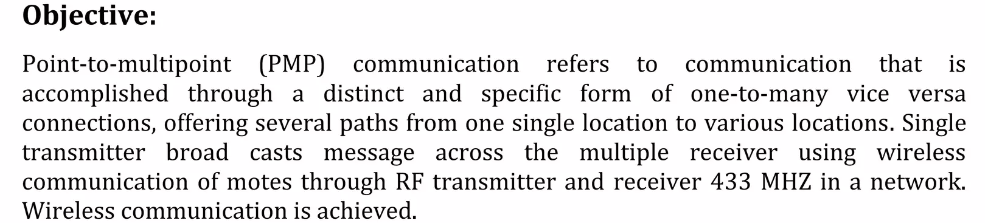 Objective:
Point-to-multipoint (PMP) communication refers to communication that is
accomplished through a distinct and specific form of one-to-many vice versa
connections, offering several paths from one single location to various locations. Single
transmitter broad casts message across the multiple receiver using wireless
communication of motes through RF transmitter and receiver 433 MHZ in a network.
Wireless communication is achieved.